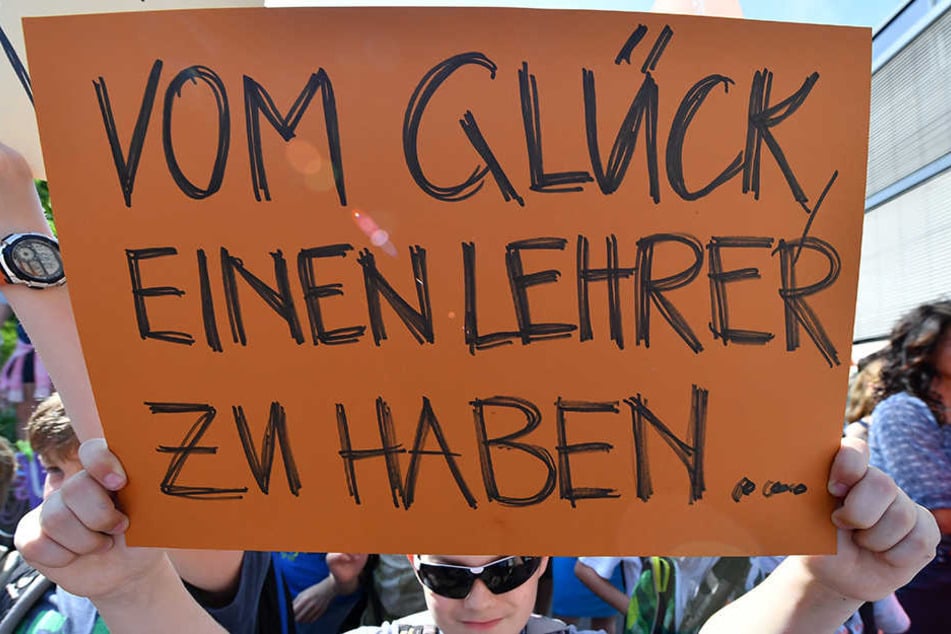 VOM GLÜCK,
EINEN LEHRER
ZU HABEN...